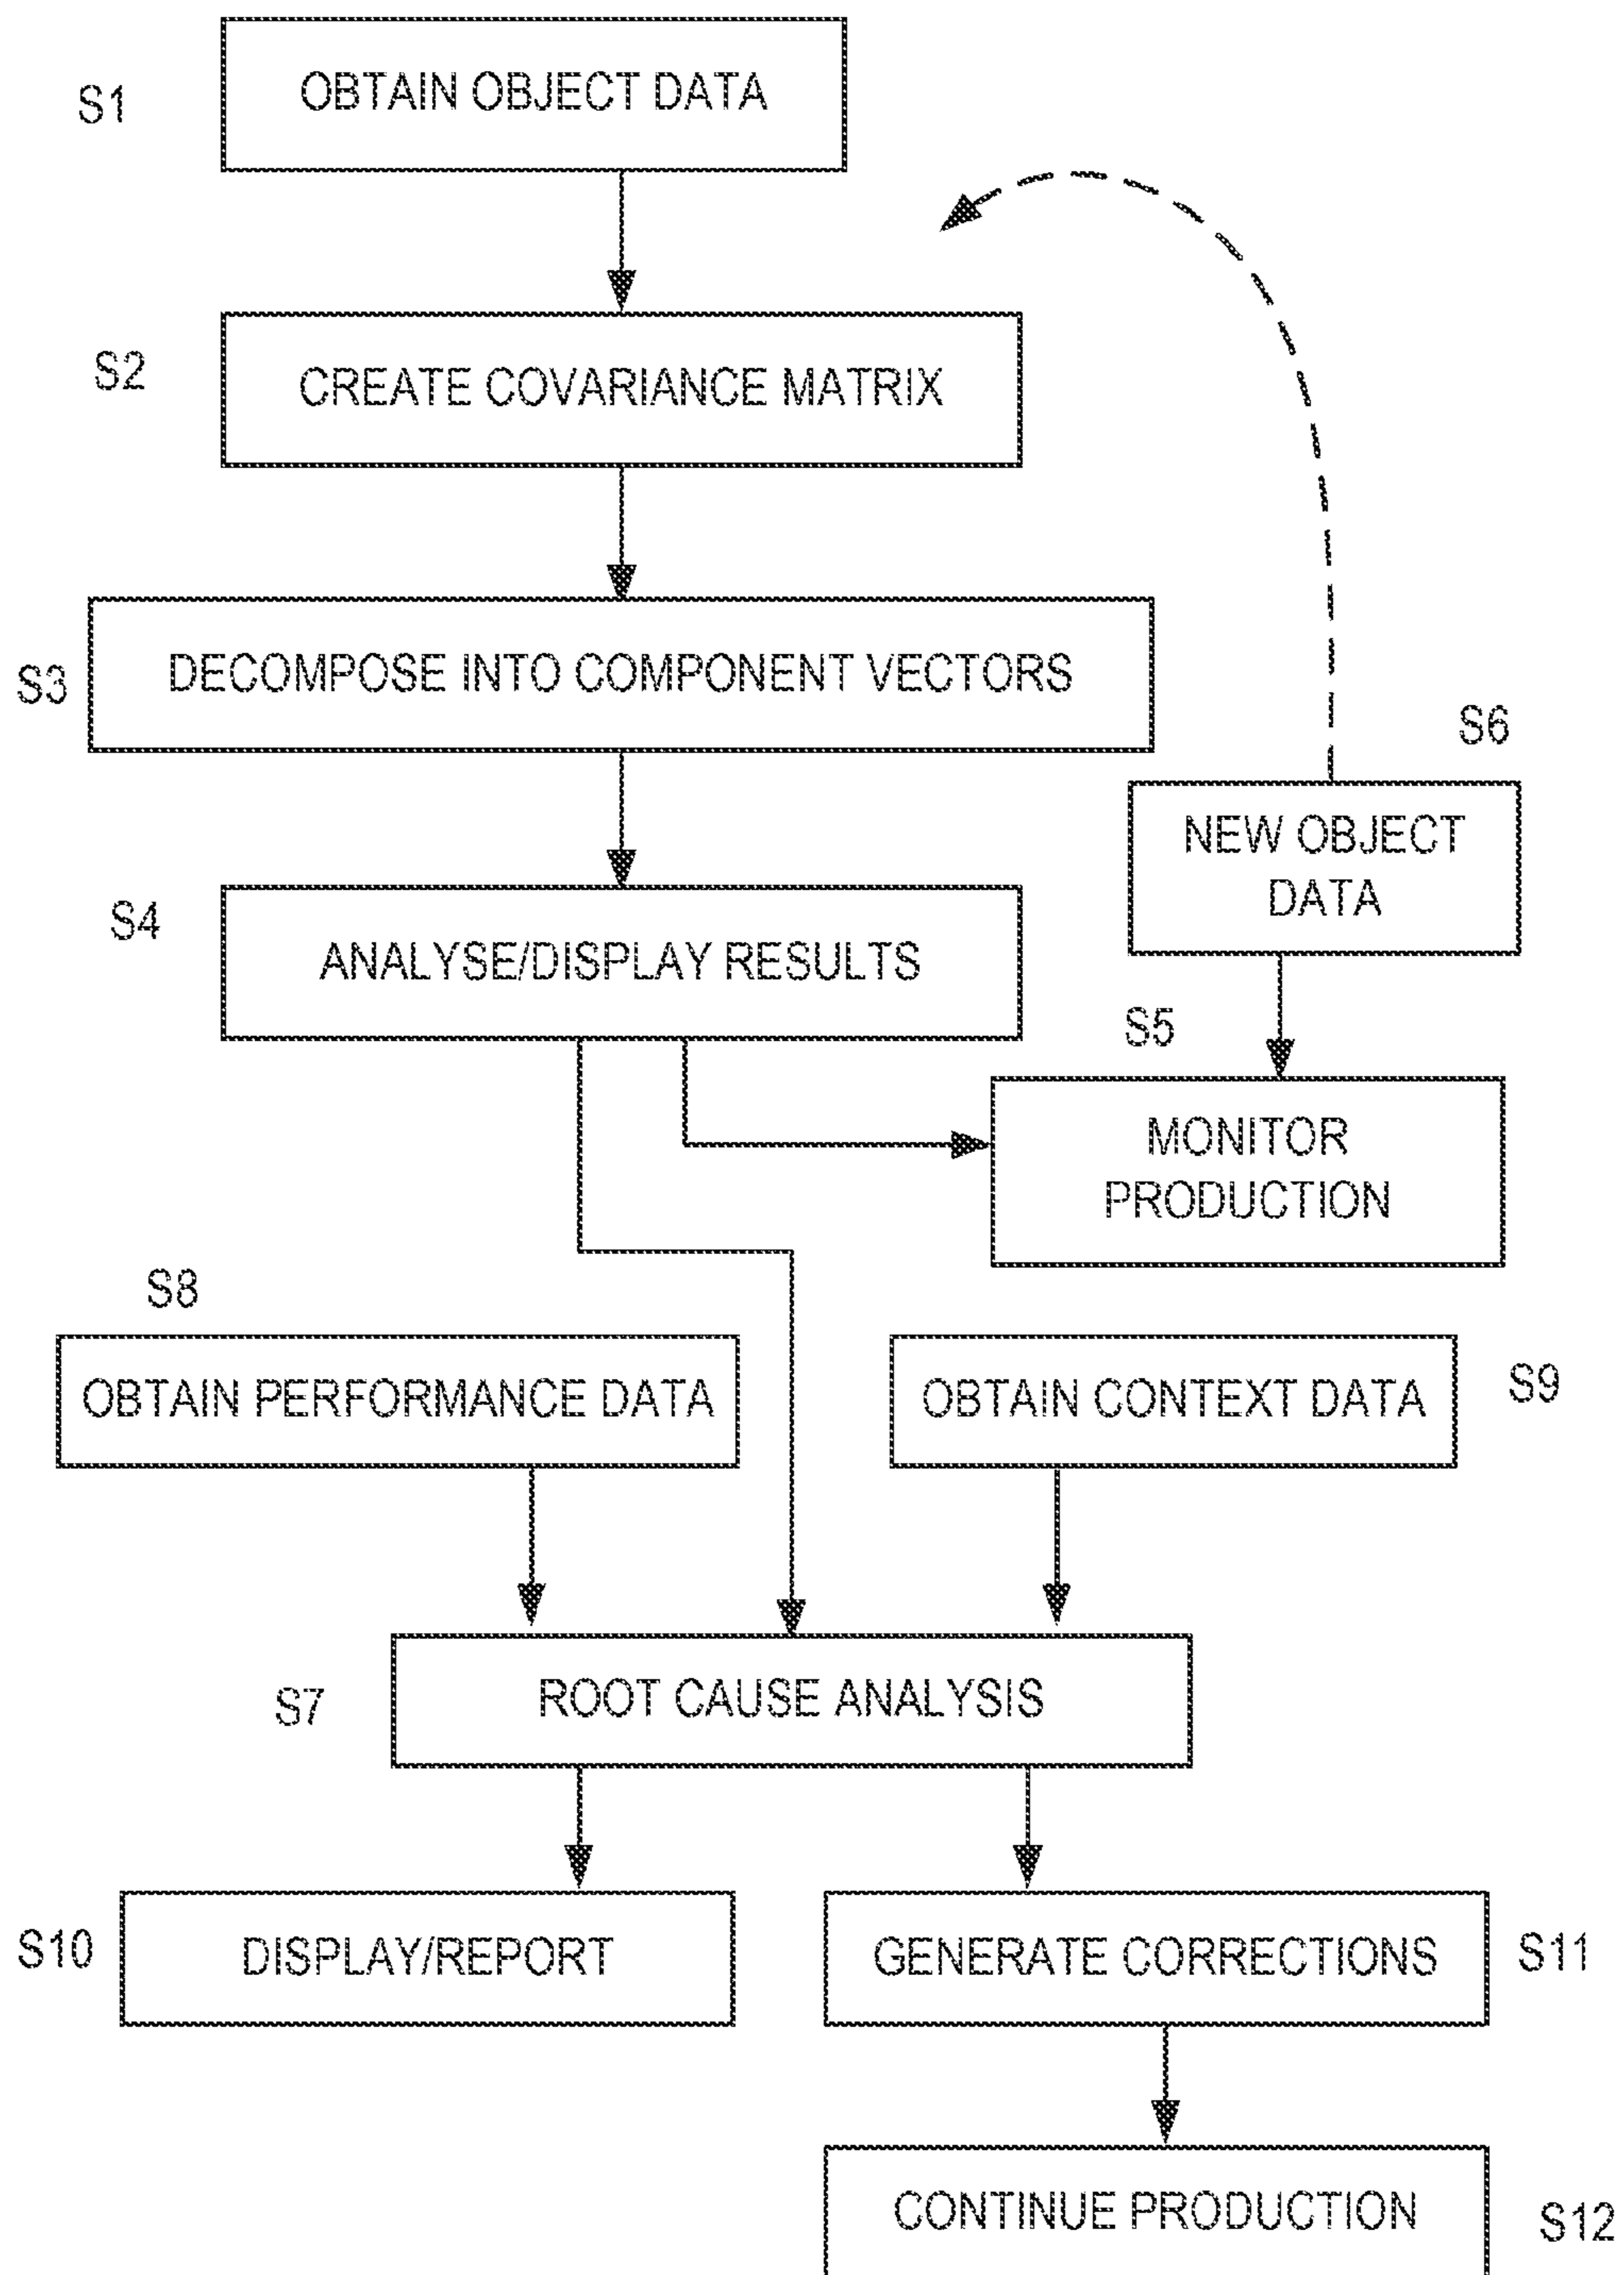 S1
OBTAIN OBJECT DATA
S2
CREATE COVARIANCE MATRIX
S3
DECOMPOSE INTO COMPONENT VECTORS
S6
NEW OBJECT
DATA
S4
ANALYSE/DISPLAY RESULTS
S5
MONITOR
PRODUCTION
S8
OBTAIN PERFORMANCE DATA
OBTAIN CONTEXT DATA
S9
S7
ROOT CAUSE ANALYSIS
S10
DISPLAY/REPORT
GENERATE CORRECTIONS
S11
CONTINUE PRODUCTION
S12